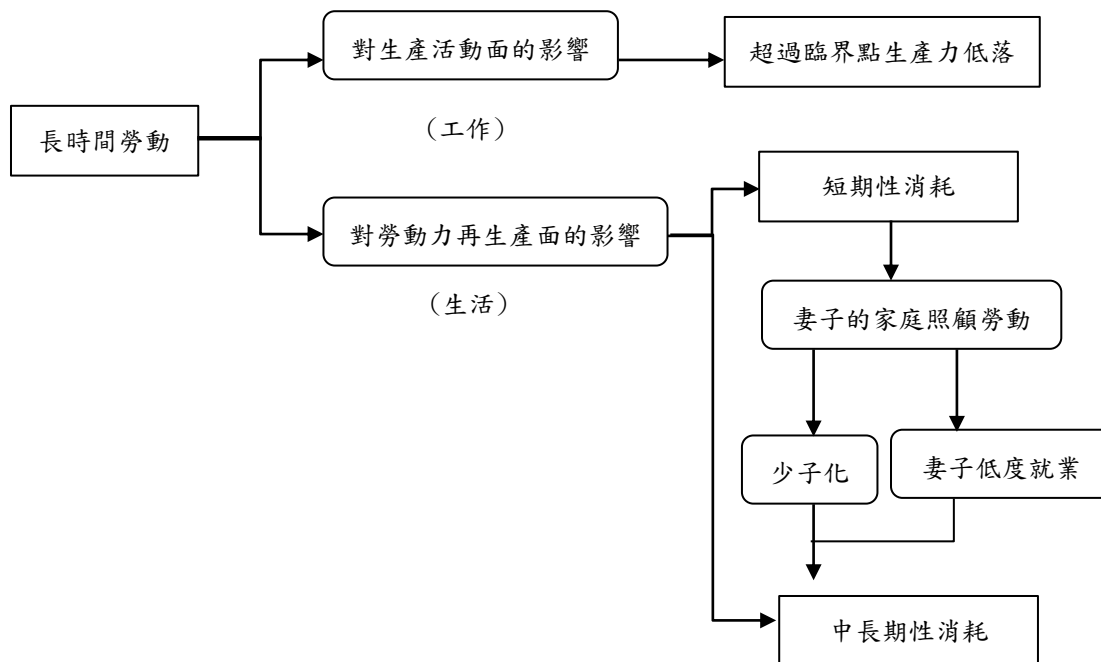 對生產活動面的影響
超過臨界點生產力低落
（工作）
長時間勞動
短期性消耗
對勞動力再生產面的影響
（生活）
妻子的家庭照顧勞動
少子化
妻子低度就業
中長期性消耗